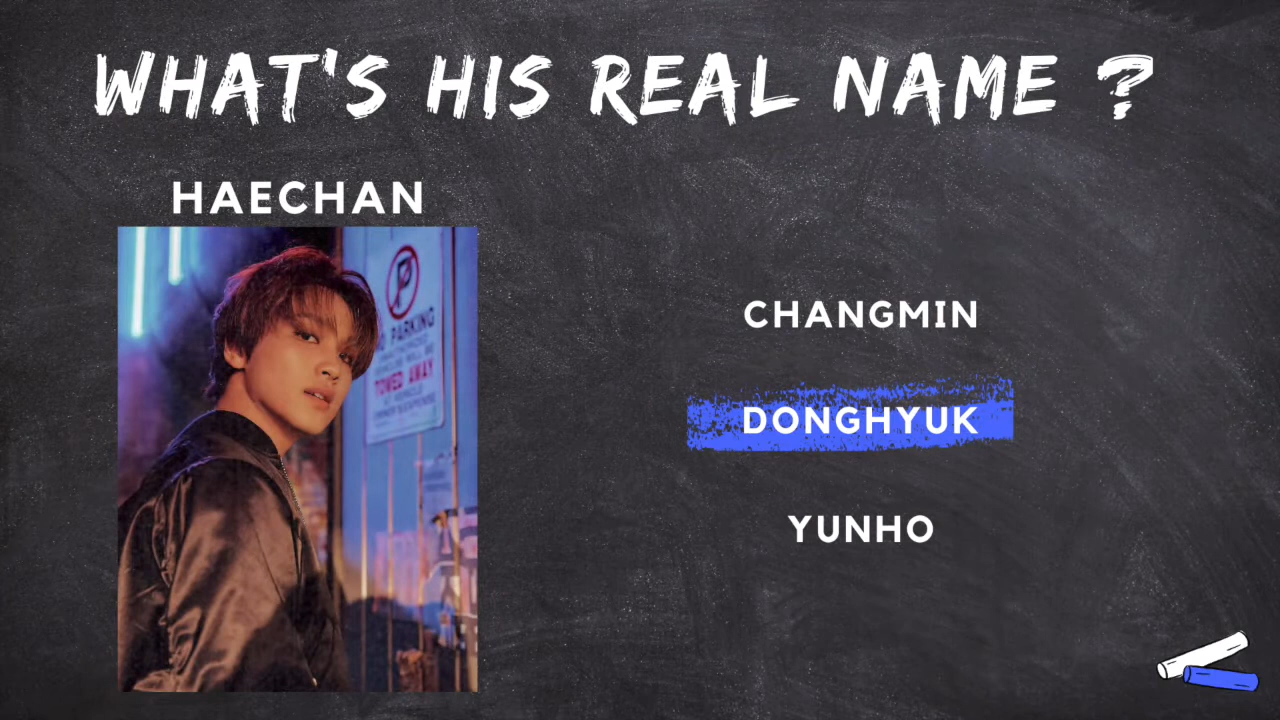 WHAT'S HIS REAL NAME ?
HAECHAN
NO PARKING
TOWED AWAY
CHANGMIN
DONGHYUK
YUNHO